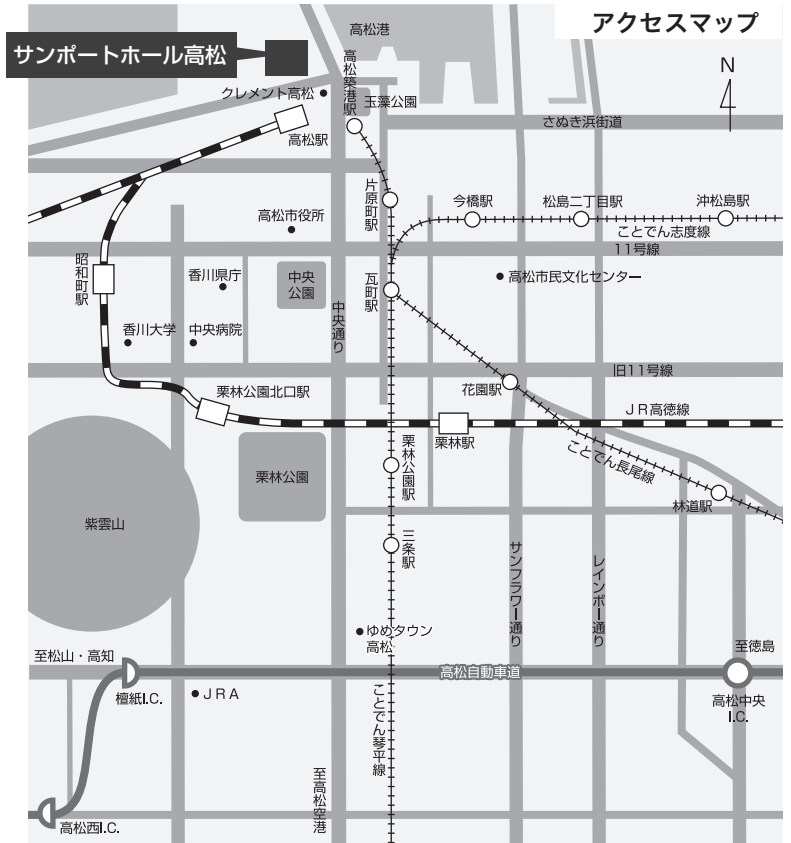 アクセスマップ
サンポートホール高松
高松港
N
高松築港駅
クレメント高松
玉藻公園
さぬき浜街道
高松駅
片原町駅
今橋駅
松島二丁目駅
沖松島駅
高松市役所
ことでん志度線
11号線
昭和町駅
香川県庁
中央
公園
瓦町駅
高松市民文化センター
中央通り
香川大学
中央病院
旧11号線
花園駅
栗林公園北口駅
JR高徳線
栗林駅
栗林公園駅
ことでん長尾線
栗林公園
林道駅
紫雲山
三条駅
サンフラワー通り
レインボー通り
ゆめタウン
高松
至松山・高知
至徳島
高松自動車道
檀紙I.C.
JRA
高松中央
I.C.
ことでん琴平線
至高松空港
高松西I.C.